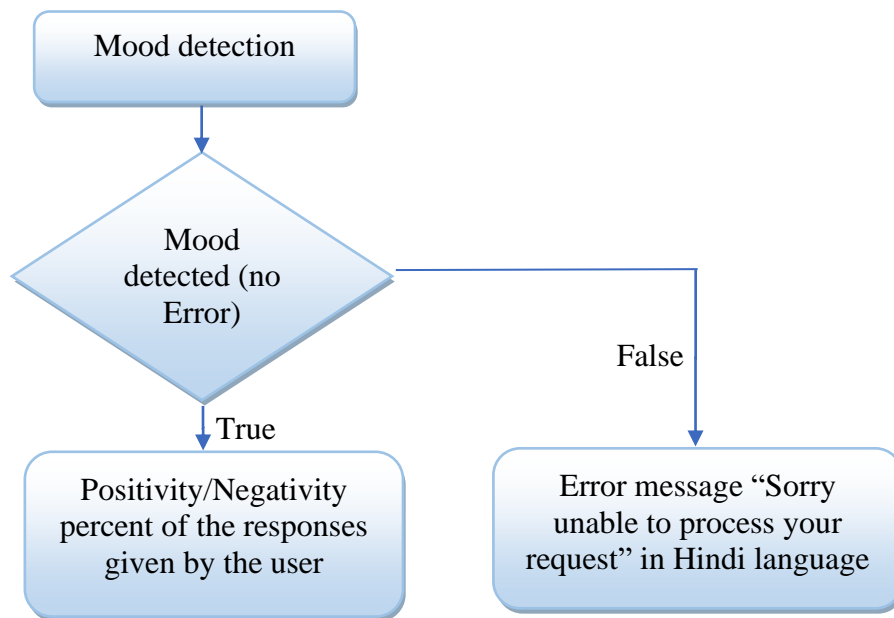 Mood detection
Mood
detected (no
Error)
False
True
Positivity/Negativity
percent of the responses
given by the user
Error message “Sorry
unable to process your
request” in Hindi language